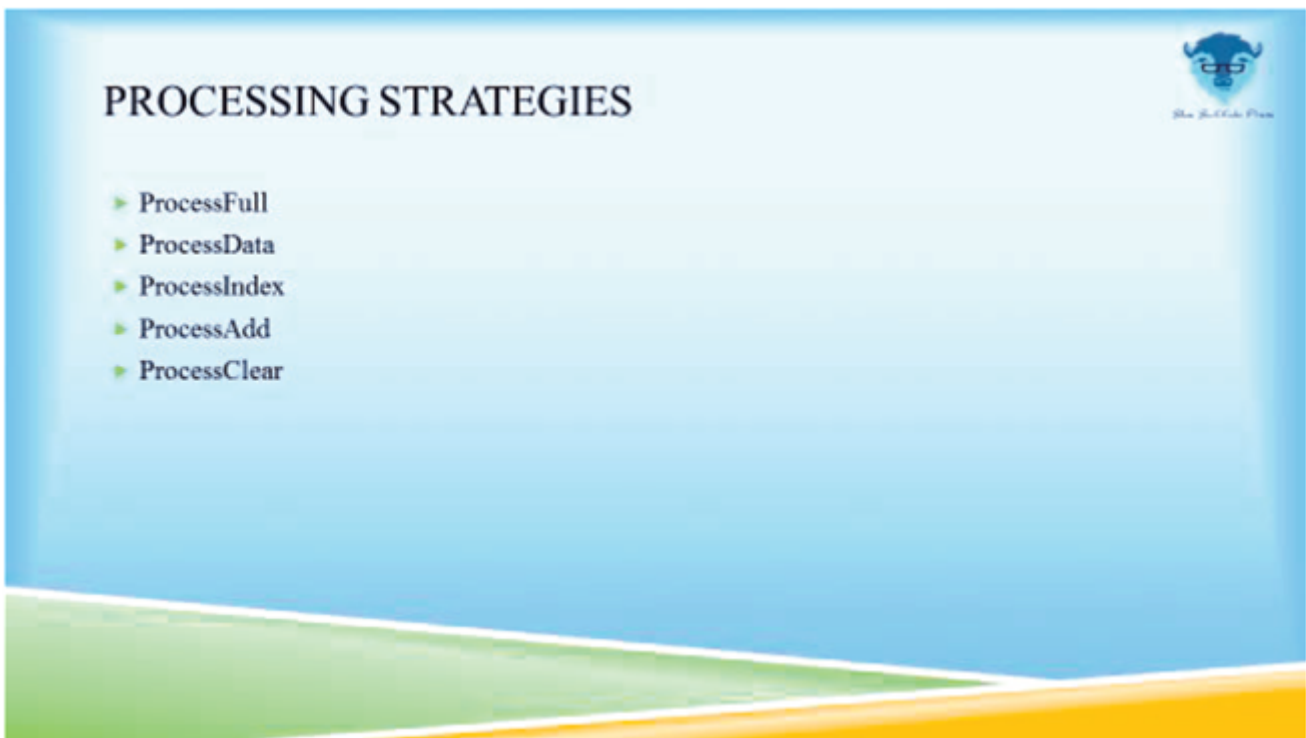 PROCESSING STRATEGIES
ProcessFull
ProcessData
ProcessIndex
ProcessAdd
ProcessClear